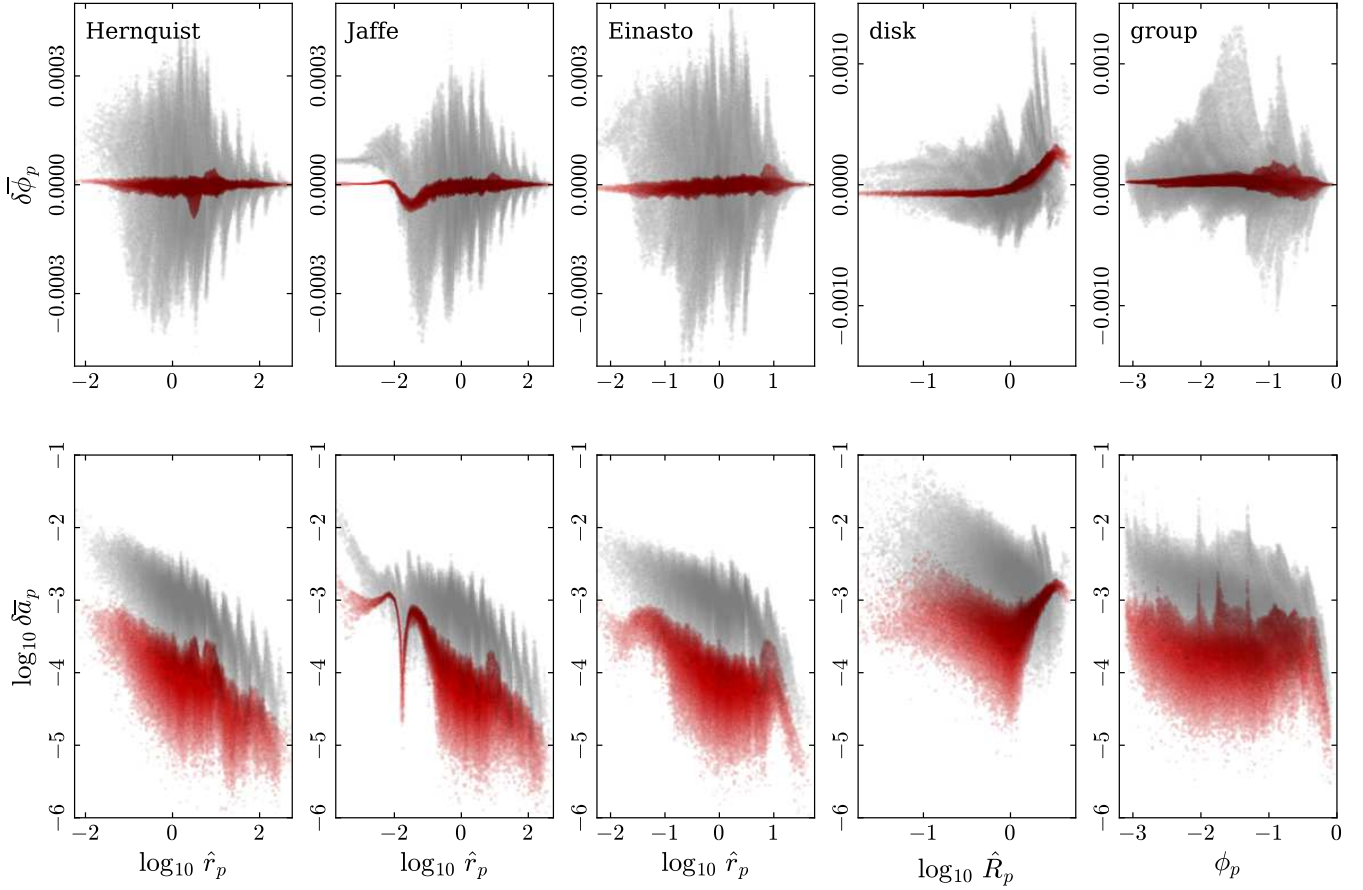 Hernquist Jaffe Einasto disk group
0.0003 0.0003 0.0003 0.0010 0.0010
δϕ̅ₚ 0.0000 0.0000 0.0000 0.0000 0.0000
−0.0003 −0.0003 −0.0003 −0.0010 −0.0010
−2 0 2 −2 0 2 −2 −1 0 1 −1 0 −3 −2 −1 0
−1 −1 −1 −1 −1
−2 −2 −2 −2 −2
−3 −3 −3 −3 −3
log₁₀ δa̅ₚ
−4 −4 −4 −4 −4
−5 −5 −5 −5 −5
−6 −6 −6 −6 −6
−2 0 2 −2 0 2 −2 −1 0 1 −1 0 −3 −2 −1 0
log₁₀ r̂ₚ log₁₀ r̂ₚ log₁₀ r̂ₚ log₁₀ R̂ₚ ϕₚ